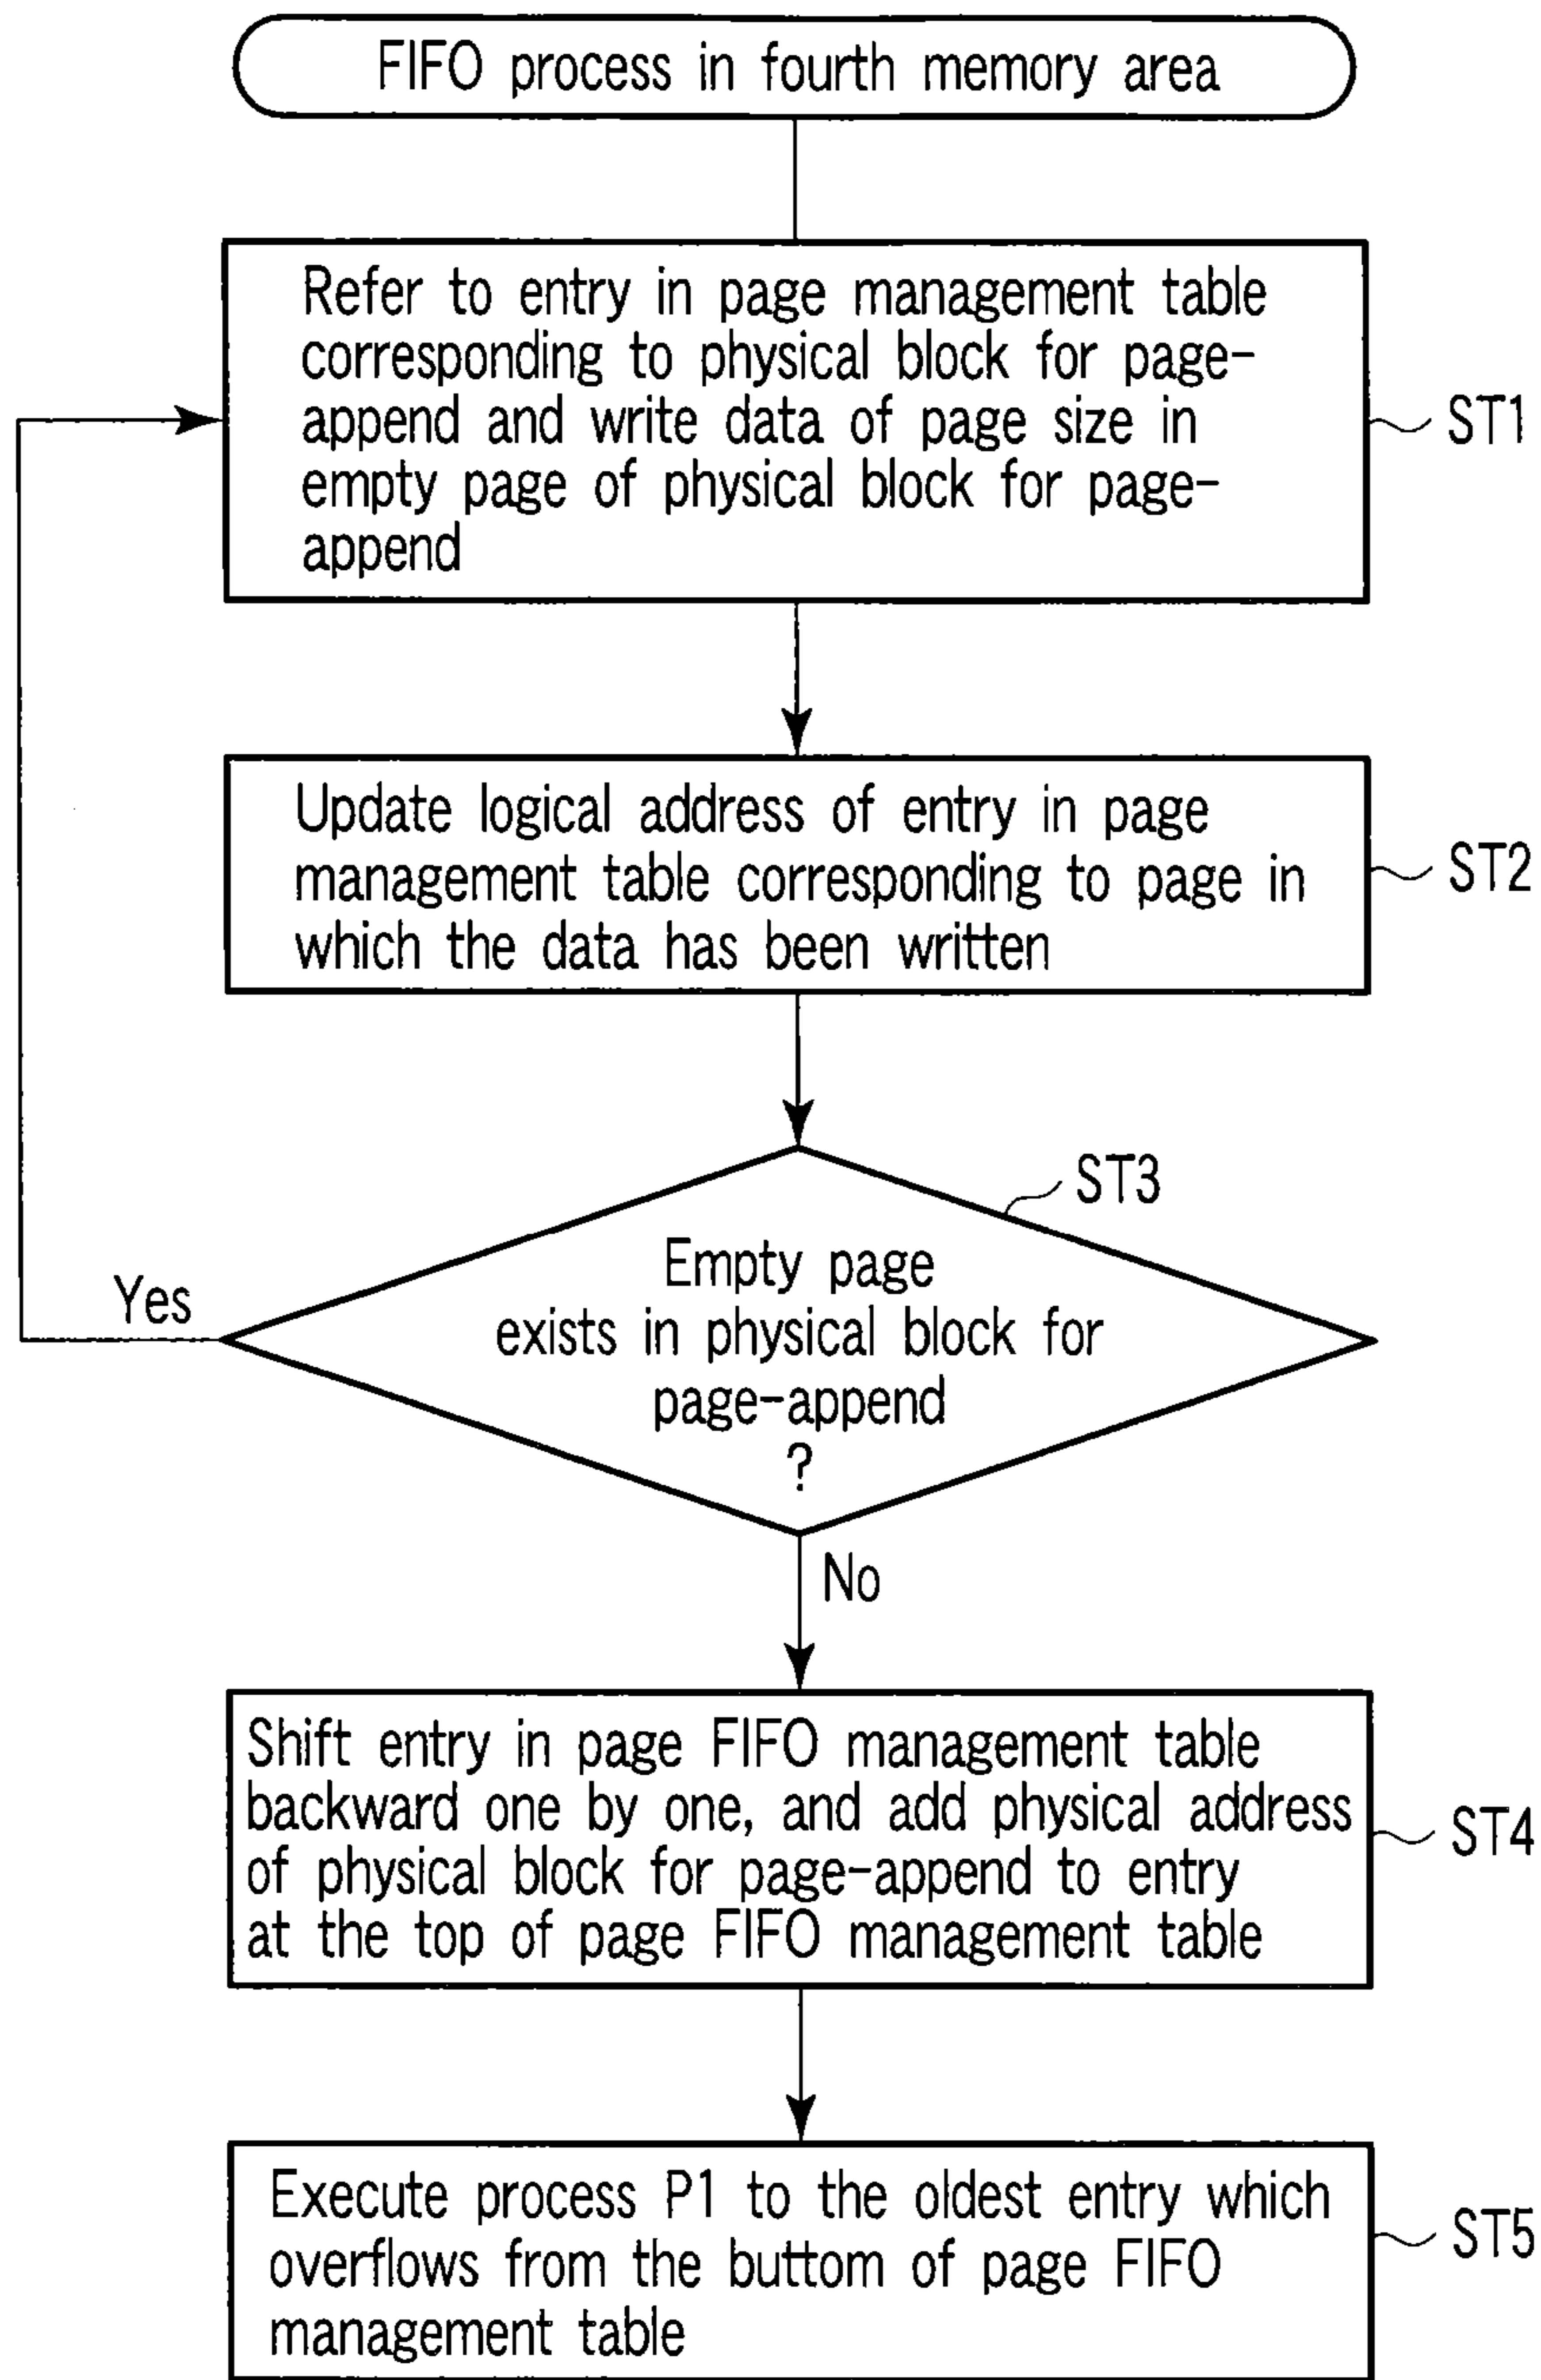 FIFO process in fourth memory area
Refer to entry in page management table
corresponding to physical block for page-
append and write data of page size in
empty page of physical block for page-
append
ST1
Update logical address of entry in page
management table corresponding to page in
which the data has been written
ST2
ST3
Empty page
exists in physical block for
page-append
?
Yes
No
Shift entry in page FIFO management table
backward one by one, and add physical address
of physical block for page-append to entry
at the top of page FIFO management table
ST4
Execute process P1 to the oldest entry which
overflows from the buttom of page FIFO
management table
ST5